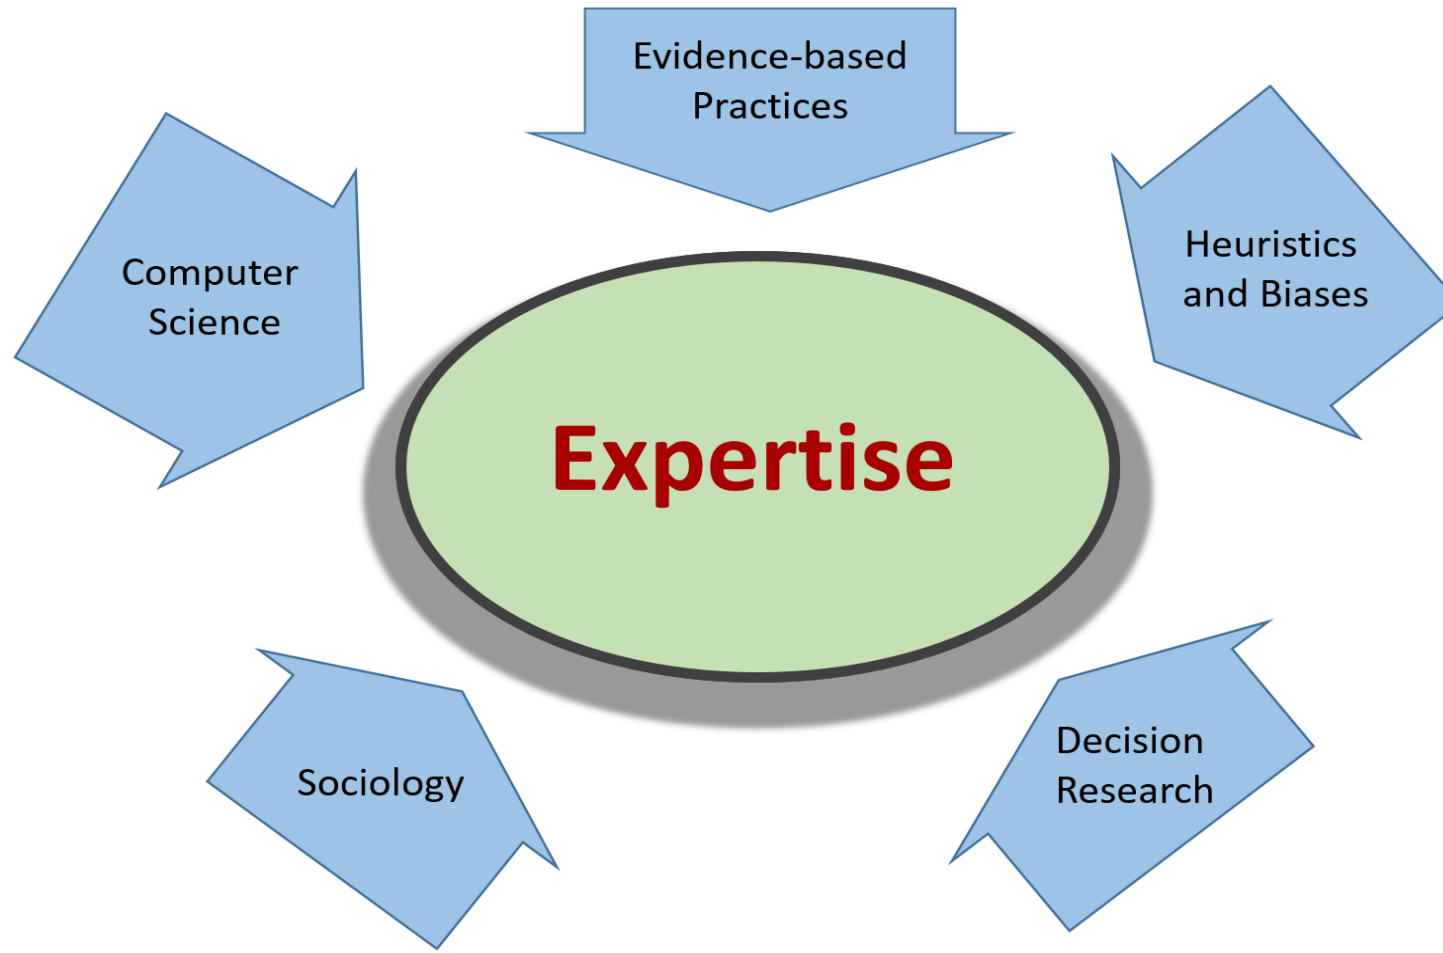 Evidence-based
Practices
Computer
Science
Heuristics
and Biases
Expertise
Sociology
Decision
Research